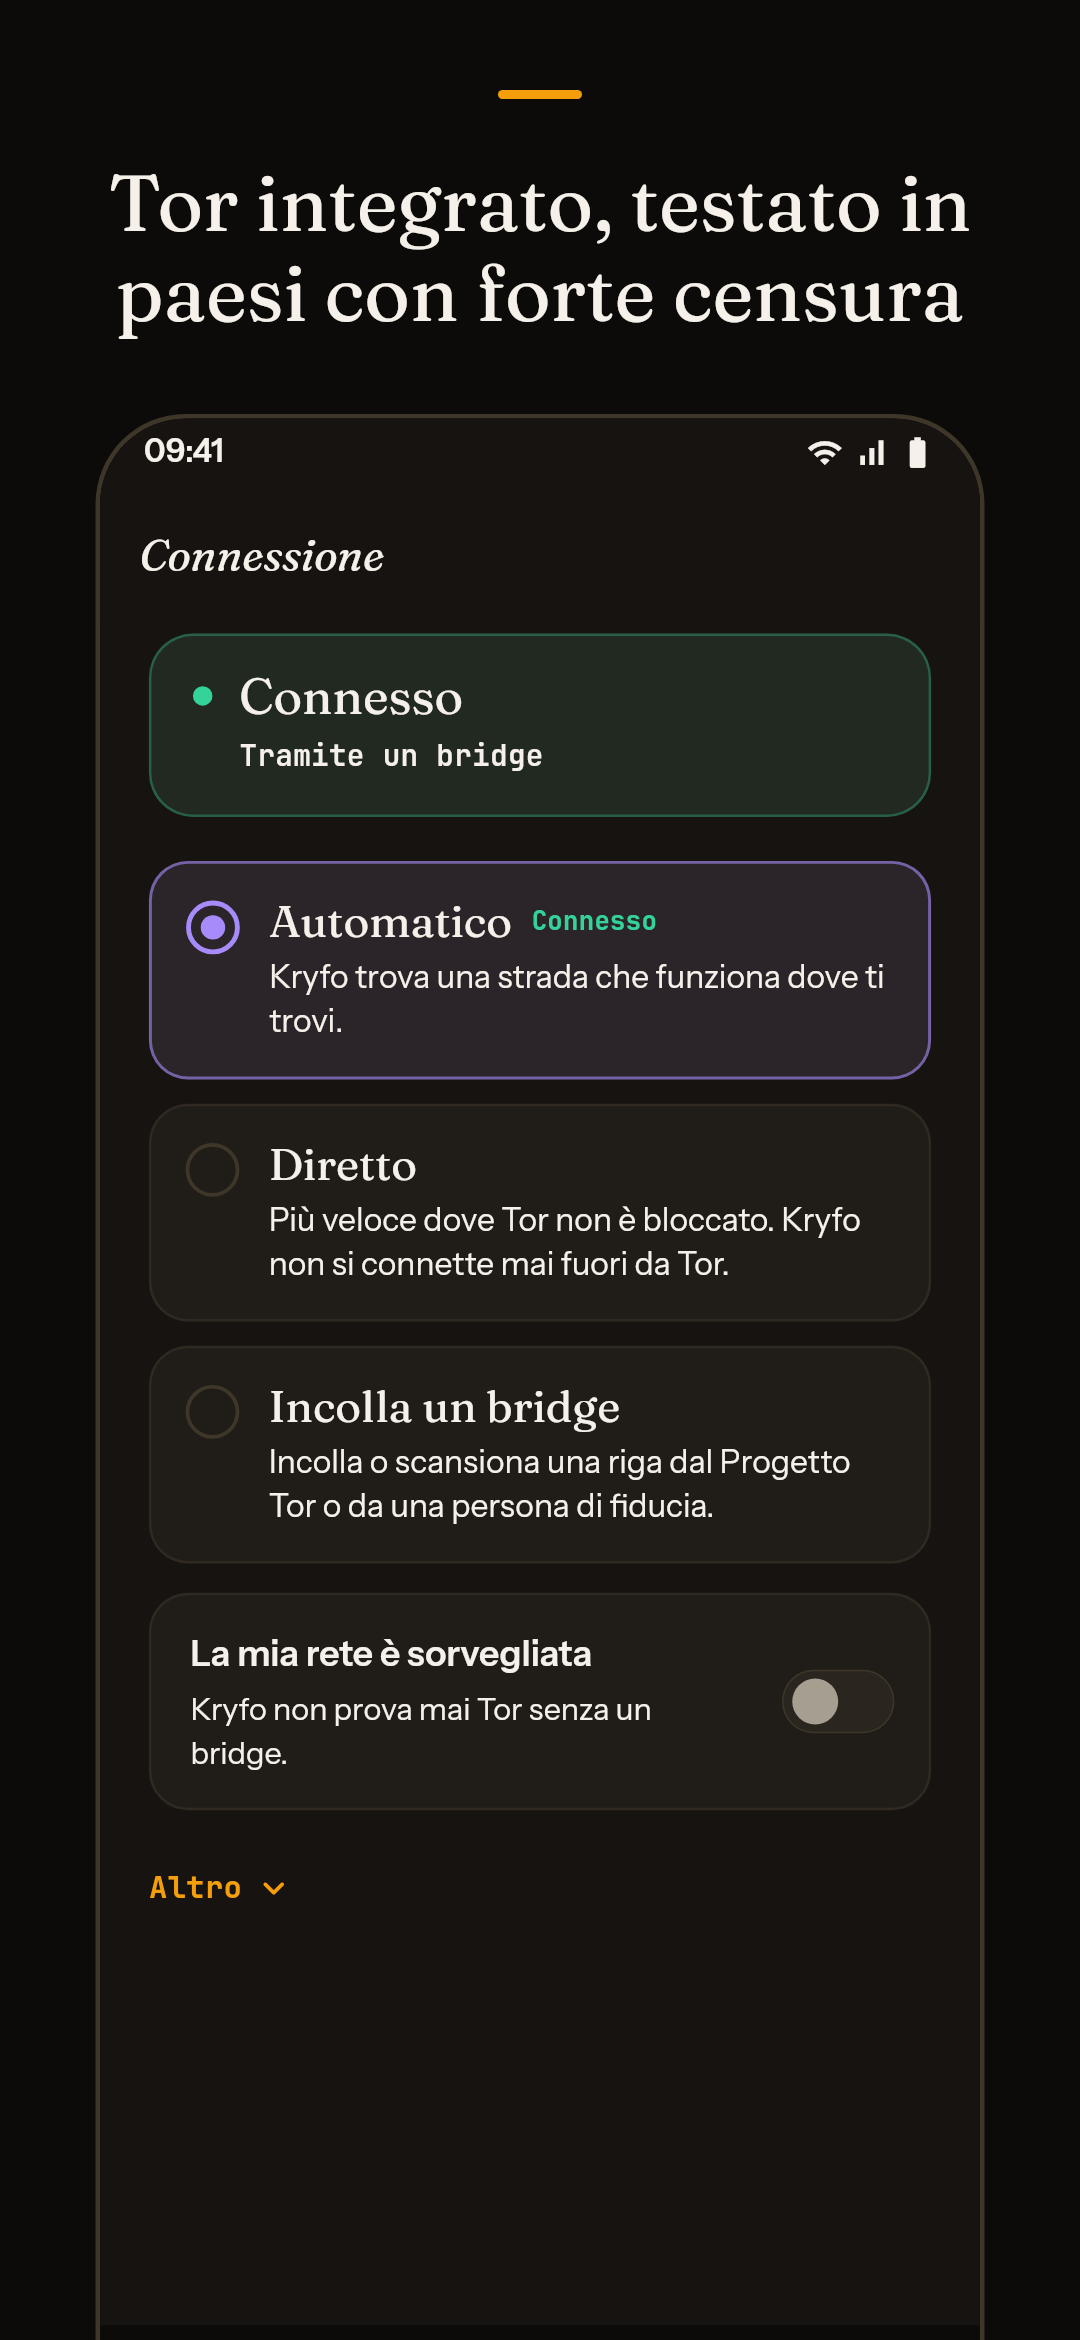 Tor integrato, testato in
paesi con forte censura
09:41
Connessione
Connesso
Tramite un bridge
Automatico Connesso
Kryfo trova una strada che funziona dove ti
trovi.
Diretto
Più veloce dove Tor non è bloccato. Kryfo
non si connette mai fuori da Tor.
Incolla un bridge
Incolla o scansiona una riga dal Progetto
Tor o da una persona di fiducia.
La mia rete è sorvegliata
Kryfo non prova mai Tor senza un
bridge.
Altro